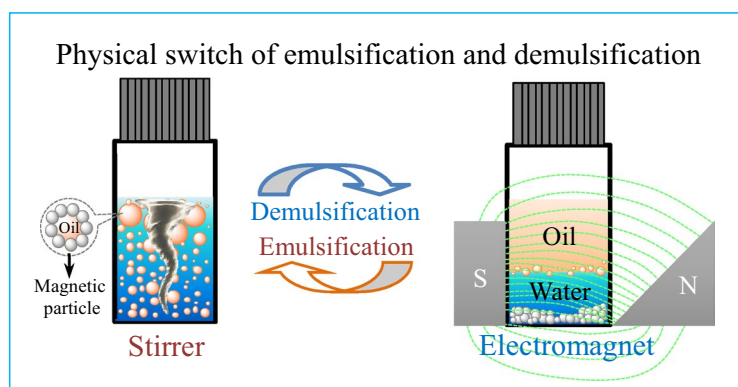 Physical switch of emulsification and demulsification
Oil
Magnetic
particle
Stirrer
Demulsification
Emulsification
Oil
Water
S
N
Electromagnet